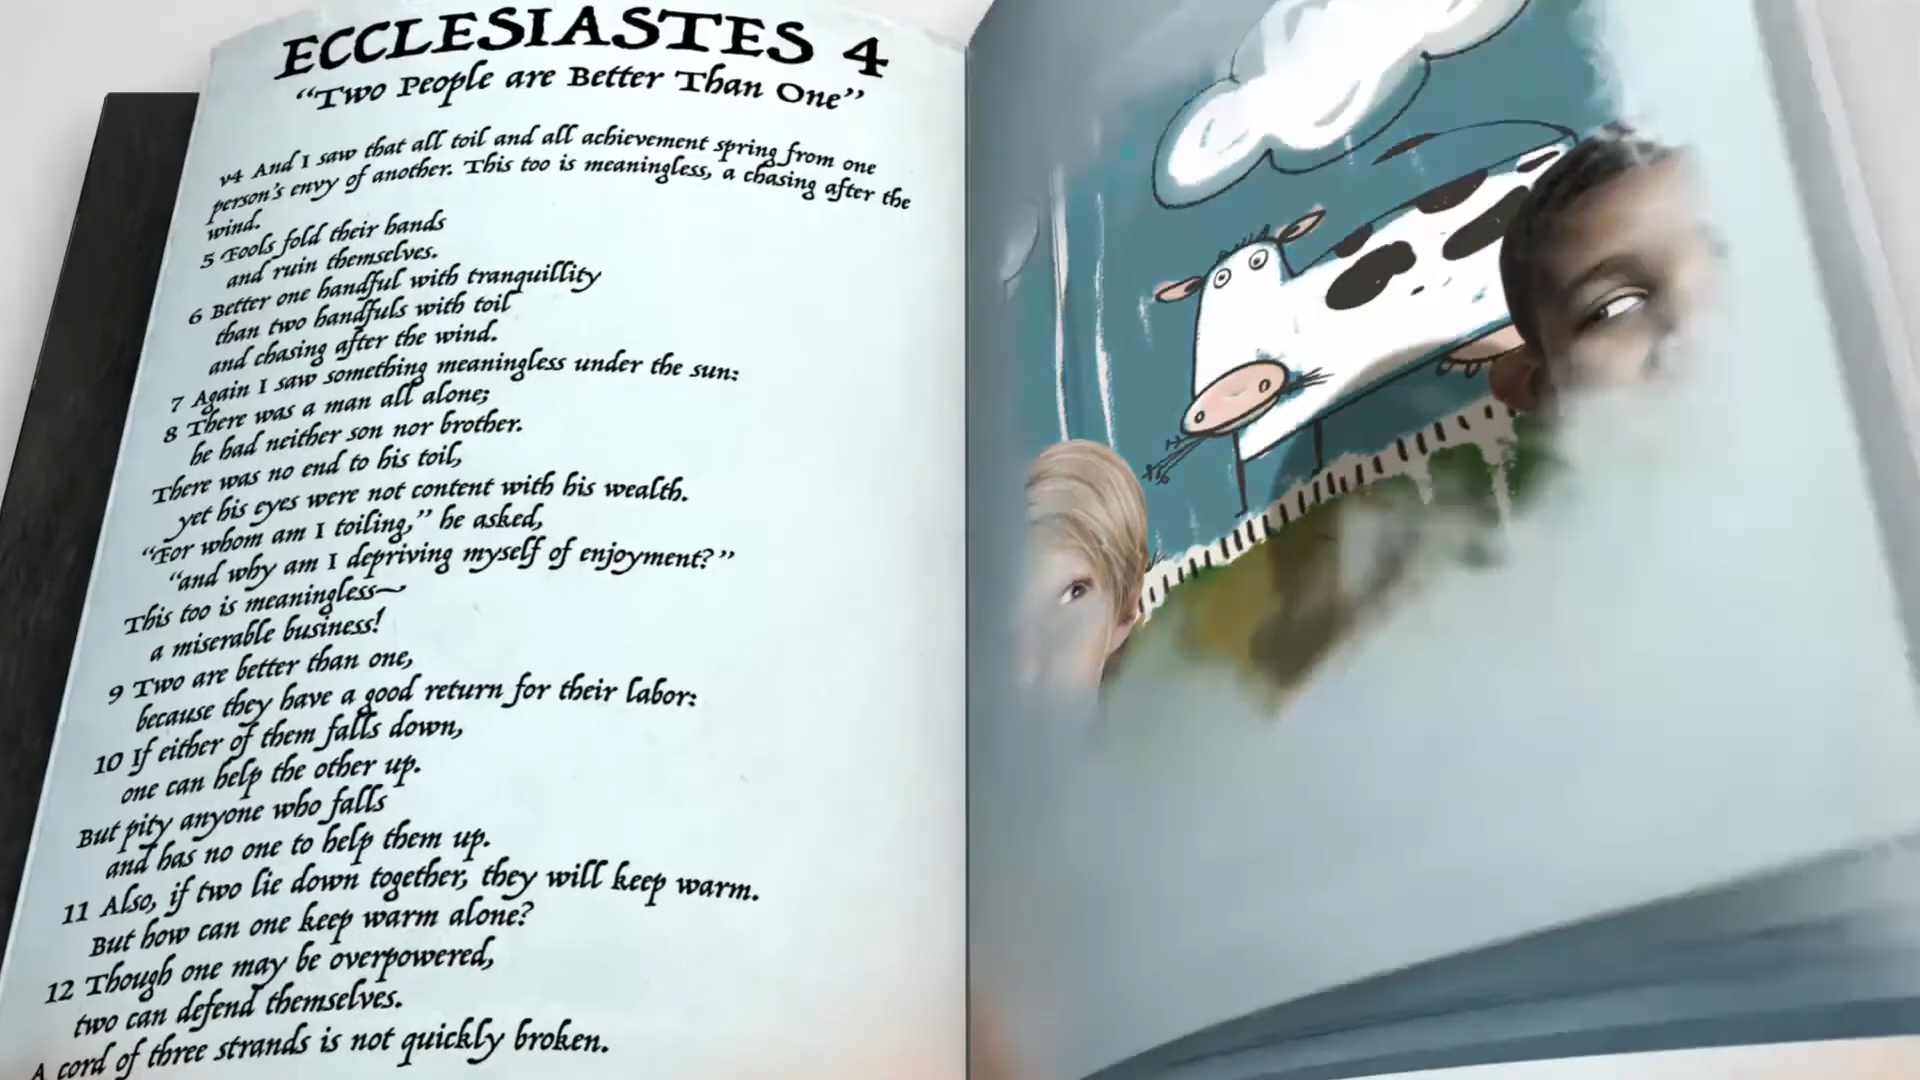 ECCLESIASTES 4
“Two People are Better Than One”
v4 And I saw that all toil and all achievement spring from one
person's envy of another. This too is meaningless, a chasing after the
wind.
5 Fools fold their hands
and ruin themselves.
6 Better one handful with tranquillity
than two handfuls with toil
and chasing after the wind.
7 Again I saw something meaningless under the sun:
8 There was a man all alone;
he had neither son nor brother.
There was no end to his toil,
yet his eyes were not content with his wealth.
“For whom am I toiling,” he asked,
“and why am I depriving myself of enjoyment?”
This too is meaningless—
a miserable business!
9 Two are better than one,
because they have a good return for their labor:
10 If either of them falls down,
one can help the other up.
But pity anyone who falls
and has no one to help them up.
11 Also, if two lie down together, they will keep warm.
But how can one keep warm alone?
12 Though one may be overpowered,
two can defend themselves.
A cord of three strands is not quickly broken.